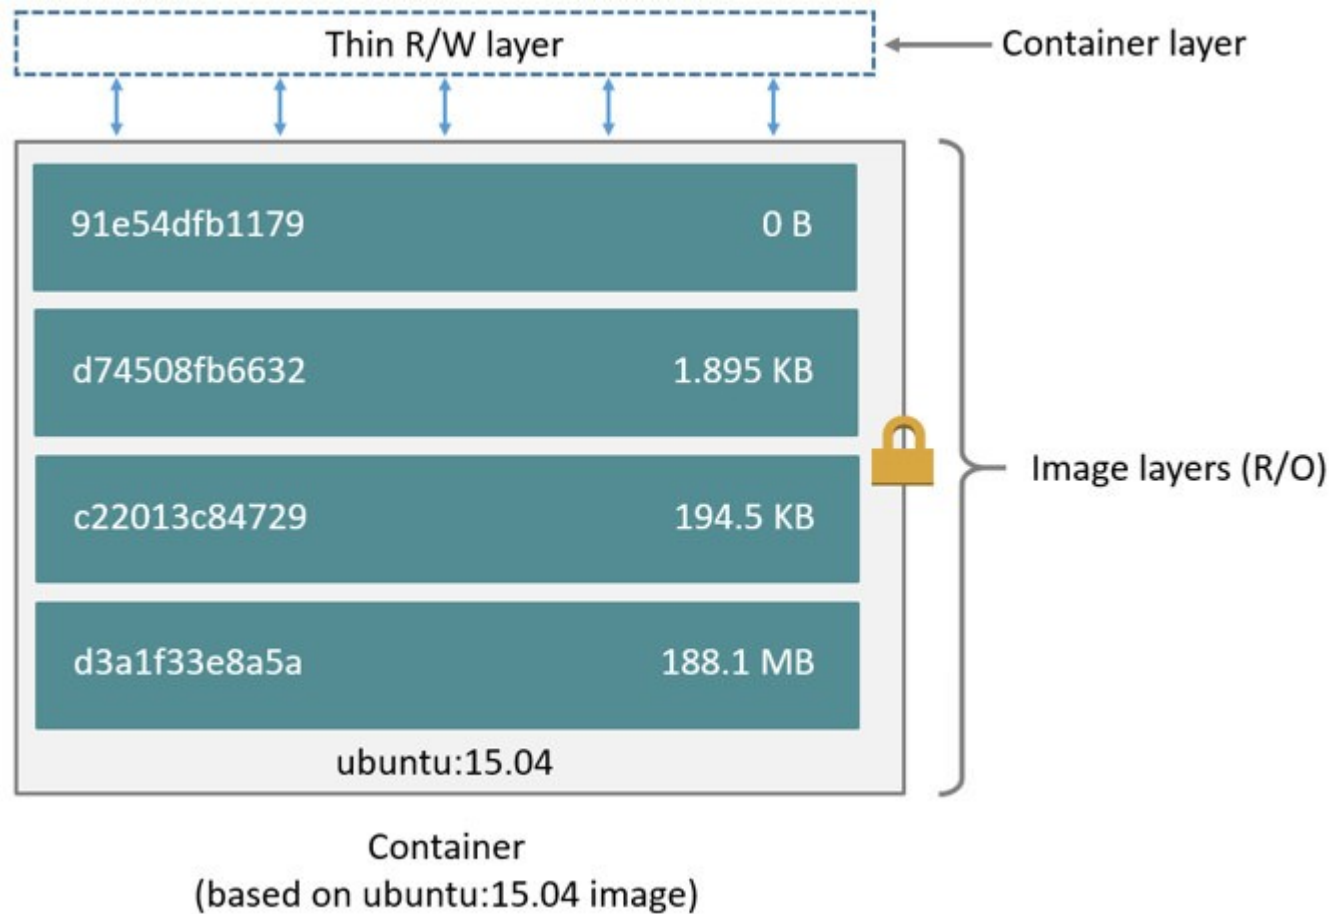 Thin R/W layer
Container layer
91e54dfb1179 0 B
d74508fb6632 1.895 KB
c22013c84729 194.5 KB
Image layers (R/O)
d3a1f33e8a5a 188.1 MB
ubuntu:15.04
Container
(based on ubuntu:15.04 image)